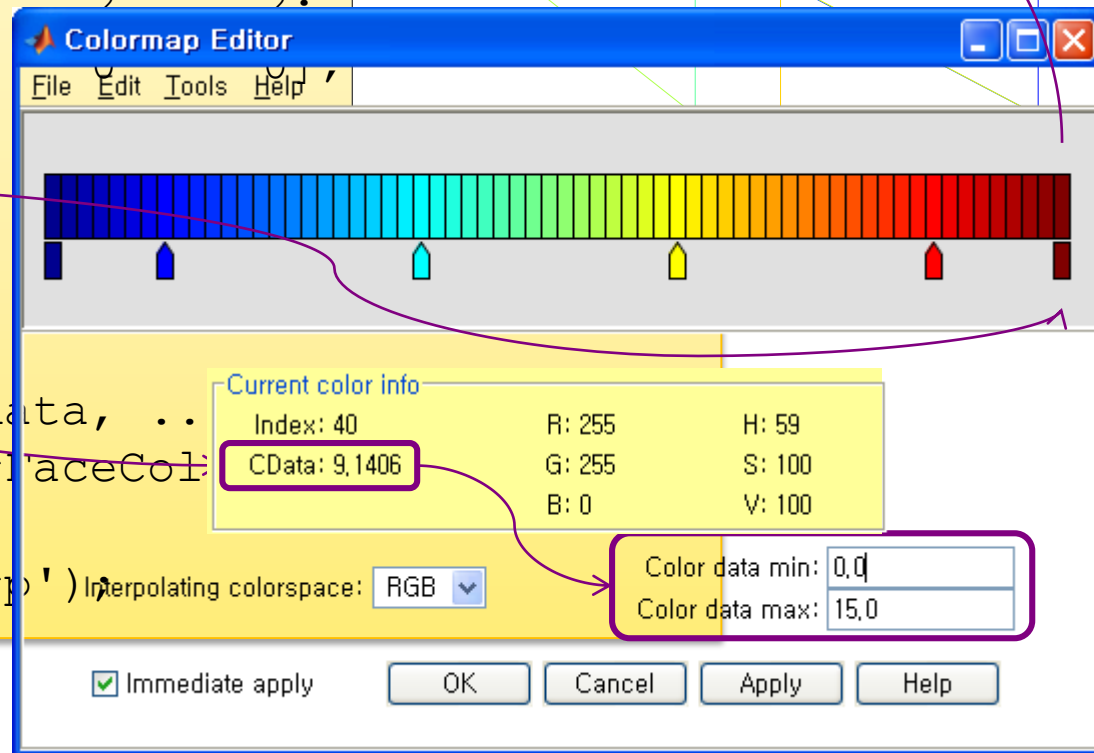 Colormap Editor
File Edit Tools Help
Current color info
Index: 40 R: 255 H: 59
CData: 9,1406 G: 255 S: 100
B: 0 V: 100
ata, ..
FaceCol
p');
Interpolating colorspace: RGB
Color data min: 0,0
Color data max: 15,0
Immediate apply OK Cancel Apply Help